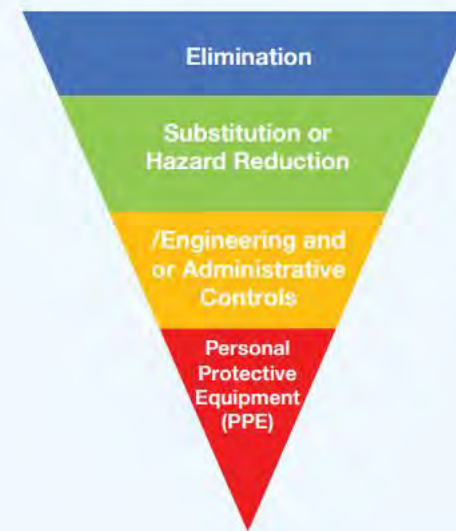 Elimination
Substitution or
Hazard Reduction
/Engineering and
or Administrative
Controls
Personal
Protective
Equipment
(PPE)